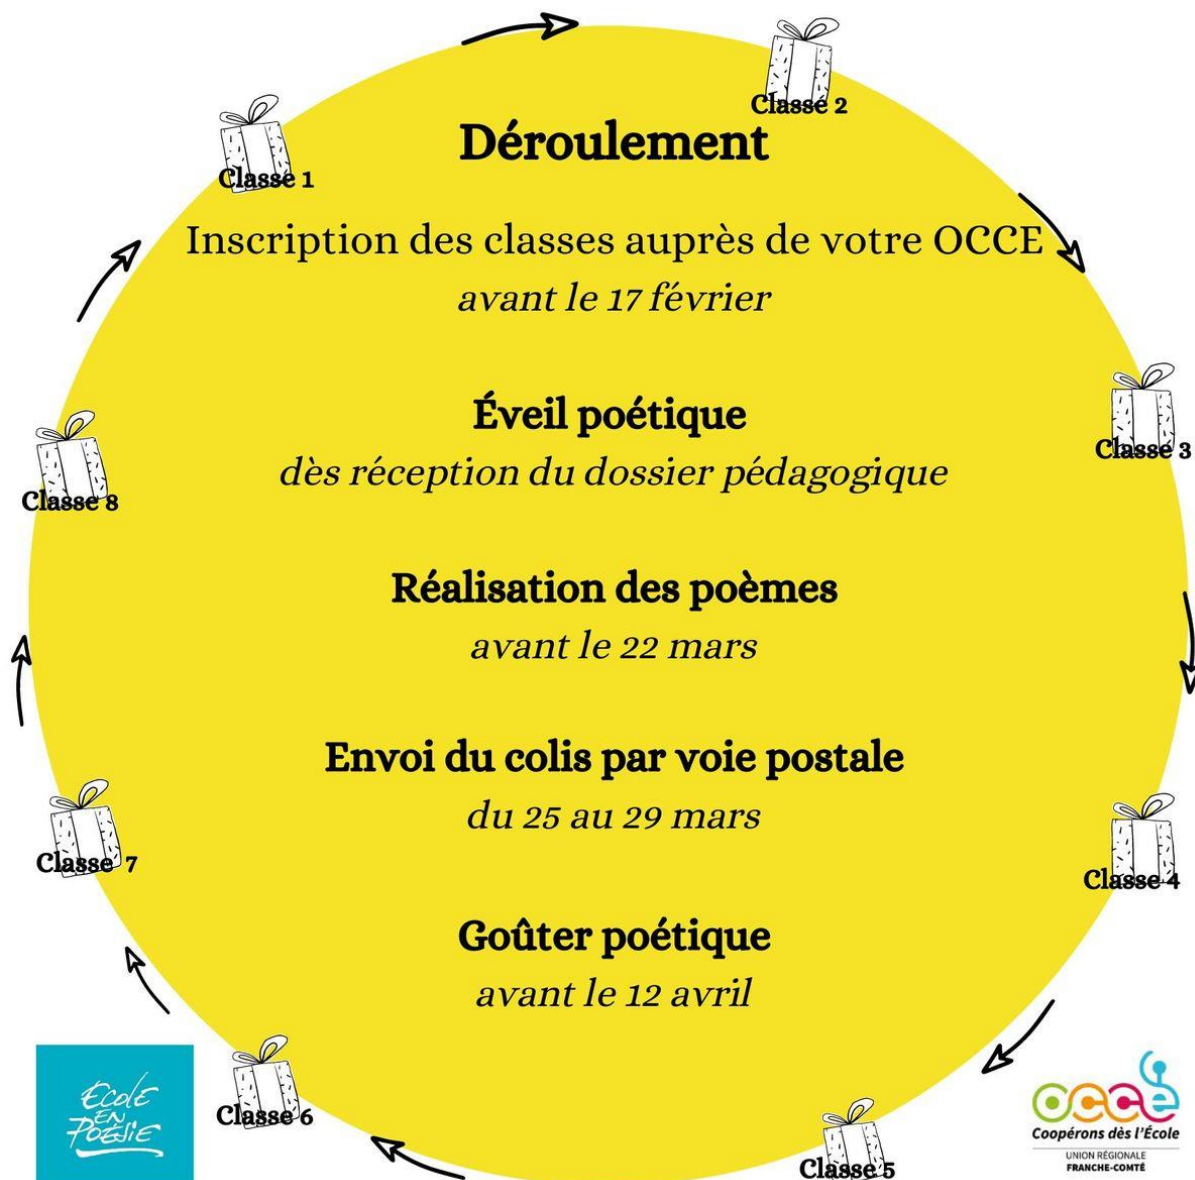 Classe 2
Déroulement
Classe 1
Inscription des classes auprès de votre OCCE
avant le 17 février
Éveil poétique
Classe 3
dès réception du dossier pédagogique
Classe 8
Réalisation des poèmes
avant le 22 mars
Envoi du colis par voie postale
du 25 au 29 mars
Classe 7
Classe 4
Goûter poétique
avant le 12 avril
ECOLE
EN
POÉSIE
Classe 6
occe
Coopérons dès l'École
UNION RÉGIONALE
FRANCHE-COMTÉ
Classe 5